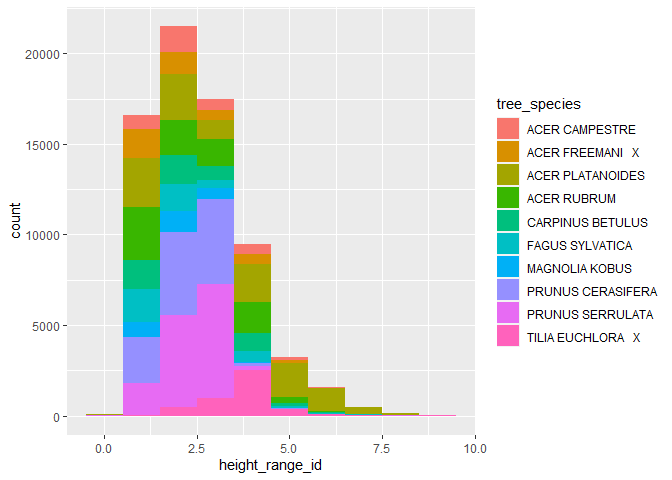 20000
15000
10000
5000
0
count
0.0 2.5 5.0 7.5 10.0
height_range_id
tree_species
ACER CAMPESTRE
ACER FREEMANI X
ACER PLATANOIDES
ACER RUBRUM
CARPINUS BETULUS
FAGUS SYLVATICA
MAGNOLIA KOBUS
PRUNUS CERASIFERA
PRUNUS SERRULATA
TILIA EUCHLORA X